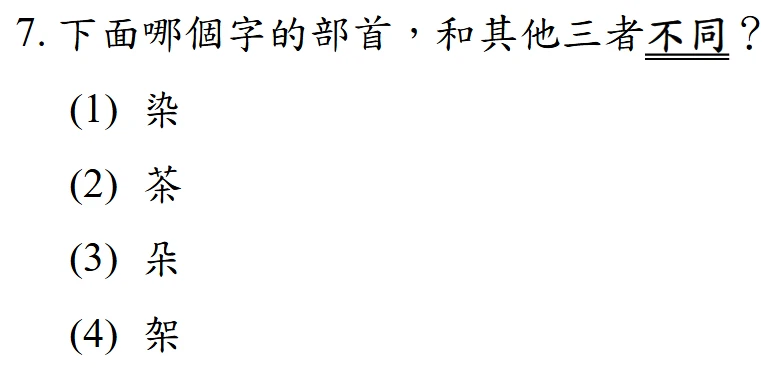 7. 下面哪個字的部首，和其他三者不同？
(1) 染
(2) 茶
(3) 朵
(4) 架